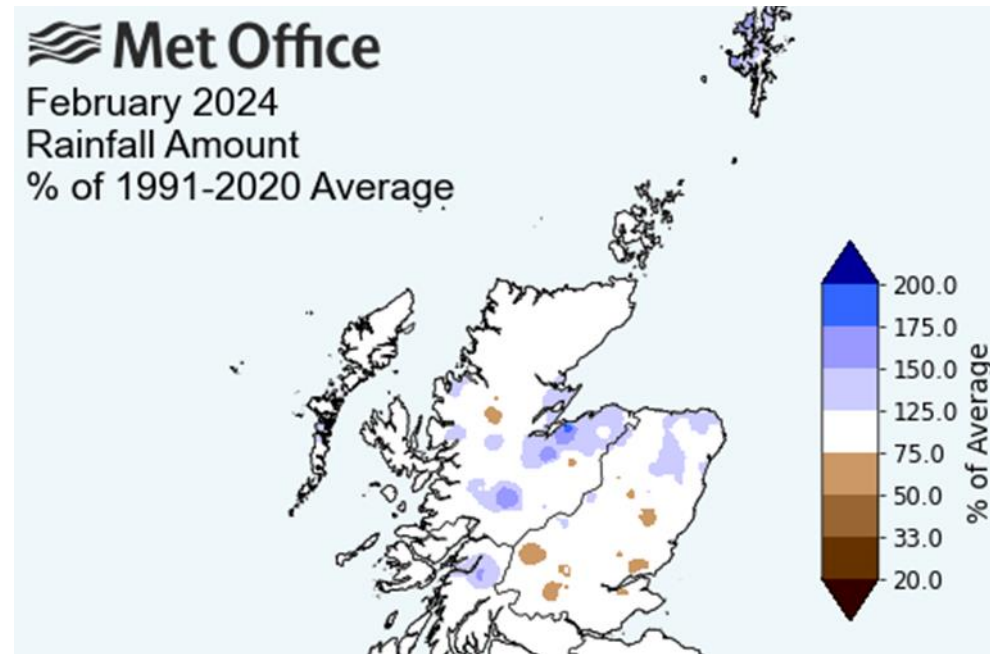 Met Office
February 2024
Rainfall Amount
% of 1991-2020 Average
200.0
175.0
150.0
125.0
75.0
50.0
33.0
20.0
% of Average